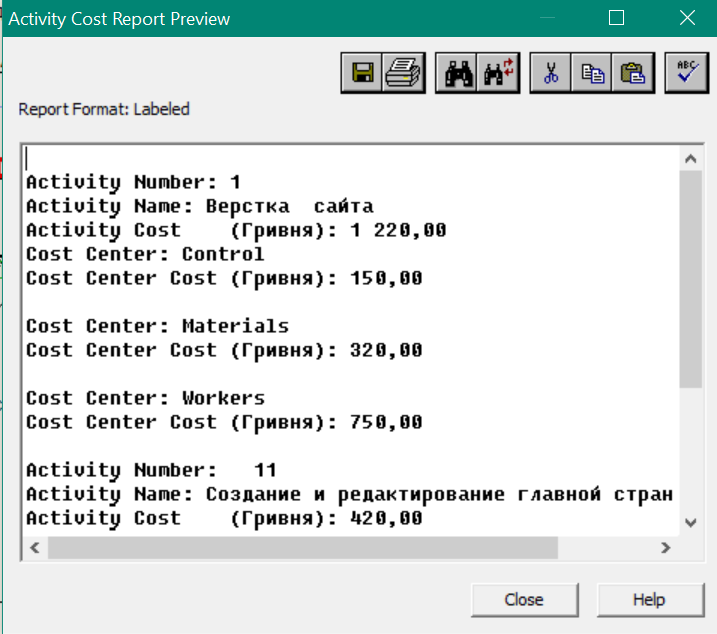 Activity Cost Report Preview
ABC
Report Format: Labeled
Activity Number: 1
Activity Name: Верстка  сайта
Activity Cost    (Гривня): 1 220,00
Cost Center: Control
Cost Center Cost (Гривня): 150,00
Cost Center: Materials
Cost Center Cost (Гривня): 320,00
Cost Center: Workers
Cost Center Cost (Гривня): 750,00
Activity Number:   11
Activity Name: Создание и редактирование главной стран
Activity Cost    (Гривня): 420,00
Close Help